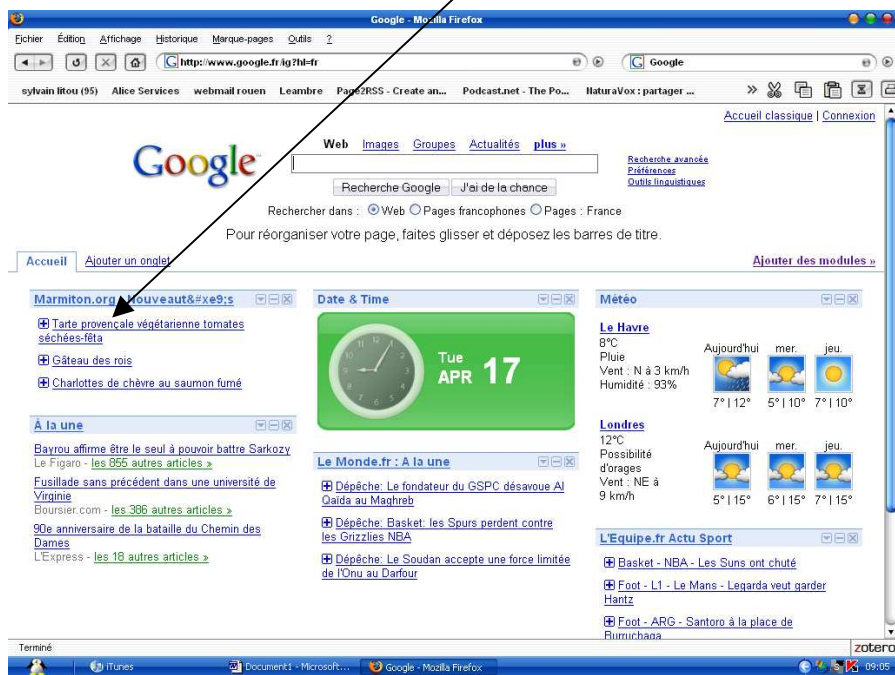 Google - Mozilla Firefox
Fichier Édition Affichage Historique Marque-pages Outils ?
http://www.google.fr/ig?hl=fr
Google
sylvain litou (95) Alice Services webmail rouen Leambre Page2RSS - Create an... Podcast.net - The Po... NaturaVox : partager ... »
Accueil classique | Connexion
Google
Web Images Groupes Actualités plus »
Recherche avancée
Préférences
Outils linguistiques
Recherche Google J'ai de la chance
Rechercher dans : Web Pages francophones Pages : France
Pour réorganiser votre page, faites glisser et déposez les barres de titre.
Accueil Ajouter un onglet
Ajouter des modules »
Marmiton.org : Nouveaut&#xe9;s
Tarte provençale végétarienne tomates
séchées-fêta
Gâteau des rois
Charlottes de chèvre au saumon fumé
À la une
Bayrou affirme être le seul à pouvoir battre Sarkozy
Le Figaro - les 855 autres articles »
Fusillade sans précédent dans une université de
Virginie
Boursier.com - les 386 autres articles »
90e anniversaire de la bataille du Chemin des
Dames
L'Express - les 18 autres articles »
Date & Time
Tue
APR 17
Le Monde.fr : A la une
Dépêche: Le fondateur du GSPC désavoue Al
Qaïda au Maghreb
Dépêche: Basket: les Spurs perdent contre
les Grizzlies NBA
Dépêche: Le Soudan accepte une force limitée
de l'Onu au Darfour
Météo
Le Havre
8°C
Pluie
Vent : N à 3 km/h
Humidité : 93%
Aujourd'hui mer. jeu.
7° | 12° 5° | 10° 7° | 10°
Londres
12°C
Possibilité
d'orages
Vent : NE à
9 km/h
Aujourd'hui mer. jeu.
5° | 15° 6° | 15° 7° | 15°
L'Equipe.fr Actu Sport
Basket - NBA - Les Suns ont chuté
Foot - L1 - Le Mans - Legarda veut garder
Hantz
Foot - ARG - Santoro à la place de
Burruchaga
Terminé
zotero
iTunes Document1 - Microsoft... Google - Mozilla Firefox 09:05